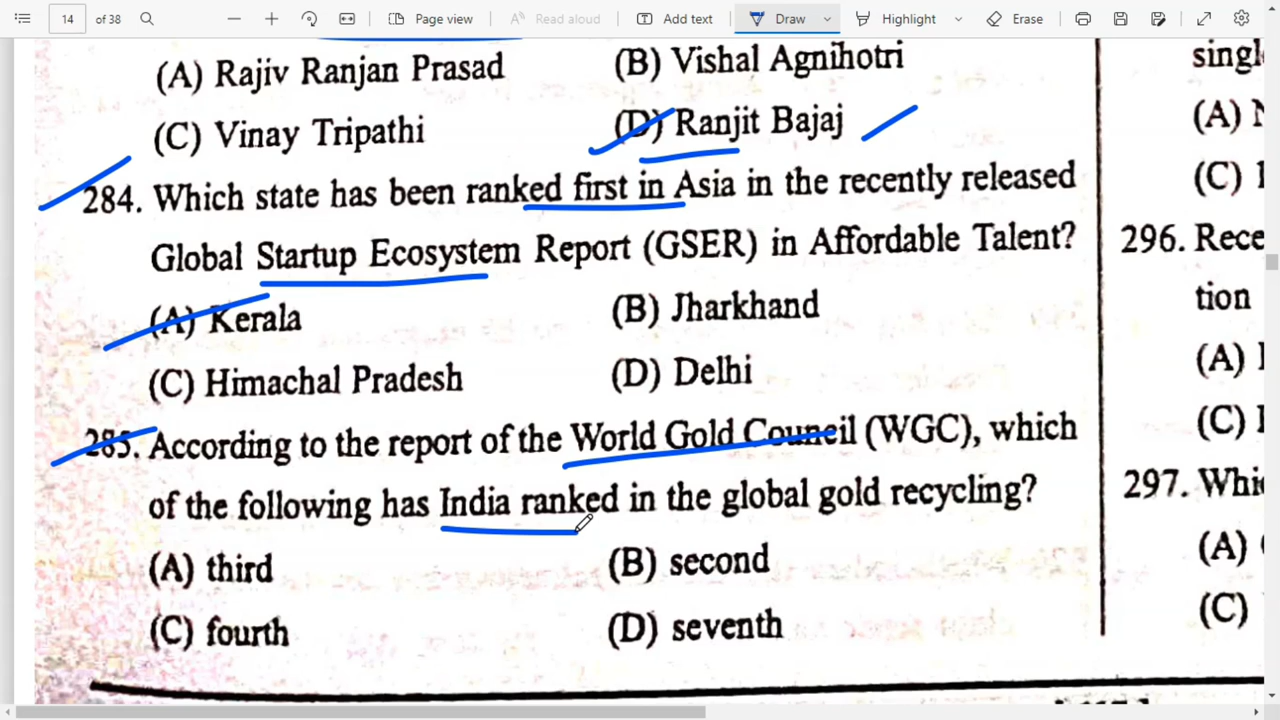 14 of 38 Page view Read aloud Add text Draw Highlight Erase
(A) Rajiv Ranjan Prasad (B) Vishal Agnihotri
(C) Vinay Tripathi (D) Ranjit Bajaj
284. Which state has been ranked first in Asia in the recently released
Global Startup Ecosystem Report (GSER) in Affordable Talent?
(A) Kerala (B) Jharkhand
(C) Himachal Pradesh (D) Delhi
285. According to the report of the World Gold Council (WGC), which
of the following has India ranked in the global gold recycling?
(A) third (B) second
(C) fourth (D) seventh
singl
(A)
(C)
296. Rece
tion
(A)
(C)
297. Whi
(A)
(C)